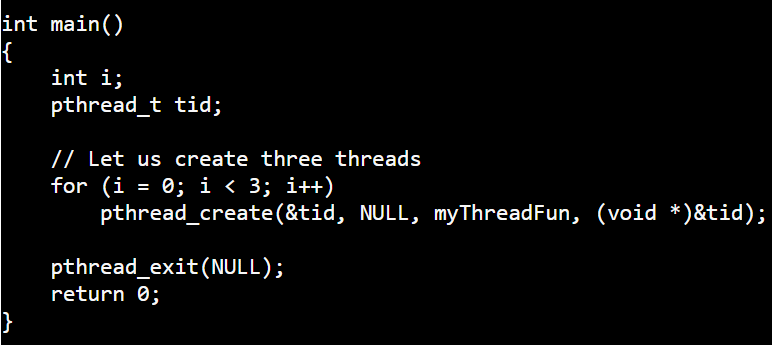 int main()
{
    int i;
    pthread_t tid;

    // Let us create three threads
    for (i = 0; i < 3; i++)
        pthread_create(&tid, NULL, myThreadFun, (void *)&tid);

    pthread_exit(NULL);
    return 0;
}